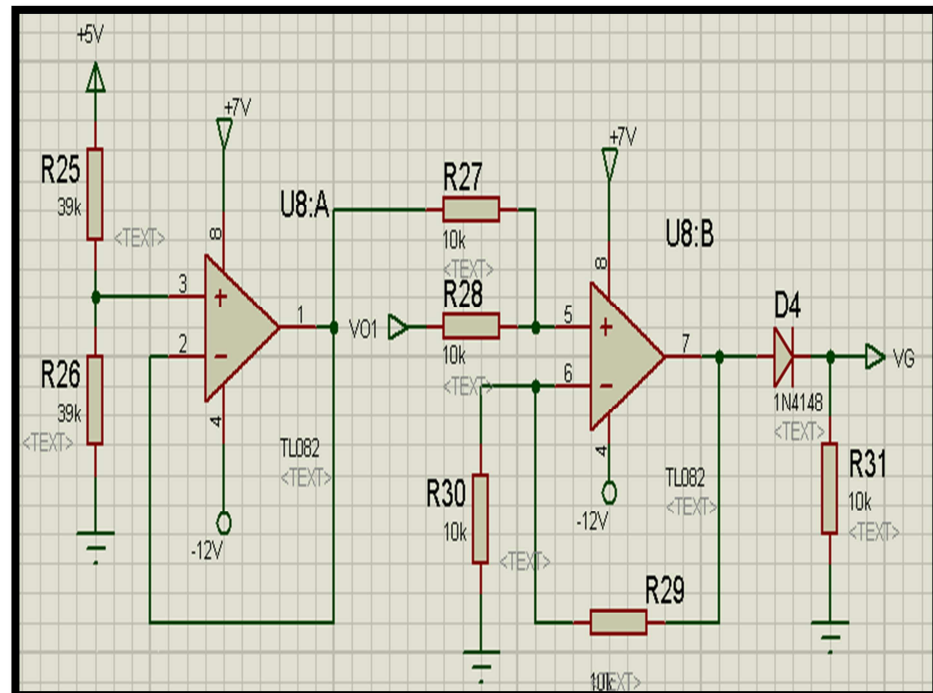 +5V
R25
39k
<TEXT>
R26
39k
<TEXT>
+7V
U8:A
8
3
2
1
4
TL082
<TEXT>
-12V
R27
10k
<TEXT>
VO1
R28
10k
<TEXT>
+7V
U8:B
8
5
6
7
4
TL082
<TEXT>
-12V
R30
10k
<TEXT>
R29
D4
1N4148
<TEXT>
VG
R31
10k
<TEXT>